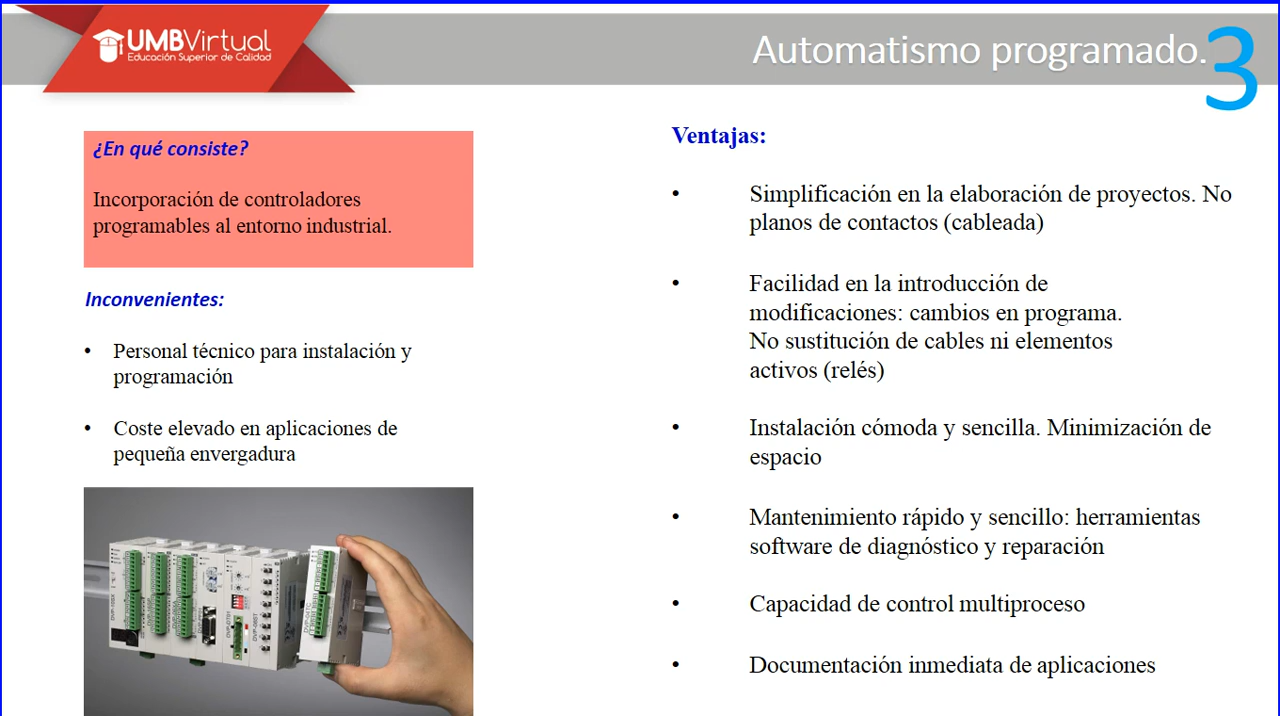 UMBVirtual
Educación Superior de Calidad
Automatismo programado.
3
¿En qué consiste?
Incorporación de controladores
programables al entorno industrial.
Inconvenientes:
• Personal técnico para instalación y
programación
• Coste elevado en aplicaciones de
pequeña envergadura
Ventajas:
• Simplificación en la elaboración de proyectos. No
planos de contactos (cableada)
• Facilidad en la introducción de
modificaciones: cambios en programa.
No sustitución de cables ni elementos
activos (relés)
• Instalación cómoda y sencilla. Minimización de
espacio
• Mantenimiento rápido y sencillo: herramientas
software de diagnóstico y reparación
• Capacidad de control multiproceso
• Documentación inmediata de aplicaciones